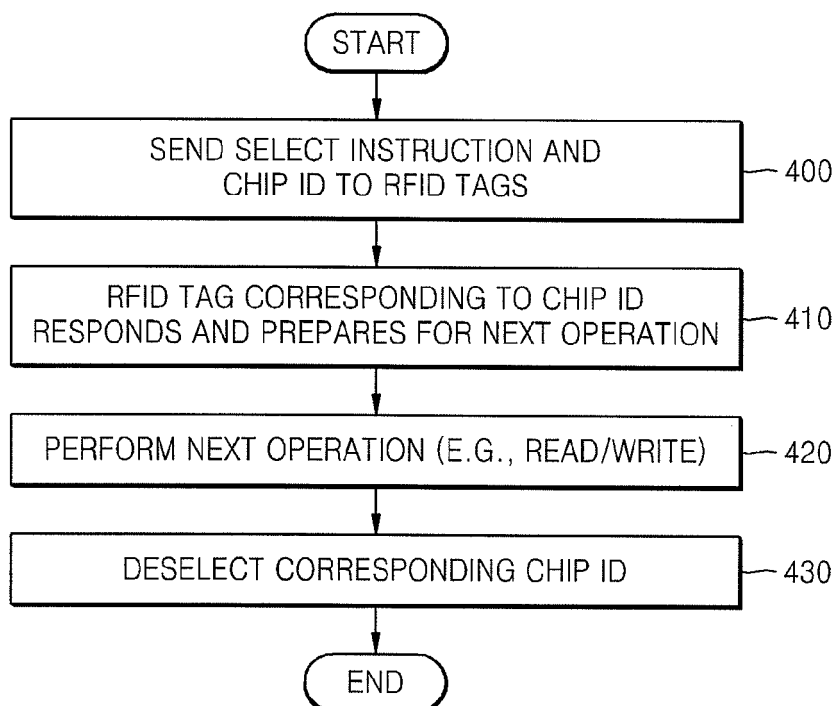 START
SEND SELECT INSTRUCTION AND
CHIP ID TO RFID TAGS
400
RFID TAG CORRESPONDING TO CHIP ID
RESPONDS AND PREPARES FOR NEXT OPERATION
410
PERFORM NEXT OPERATION (E.G., READ/WRITE)
420
DESELECT CORRESPONDING CHIP ID
430
END